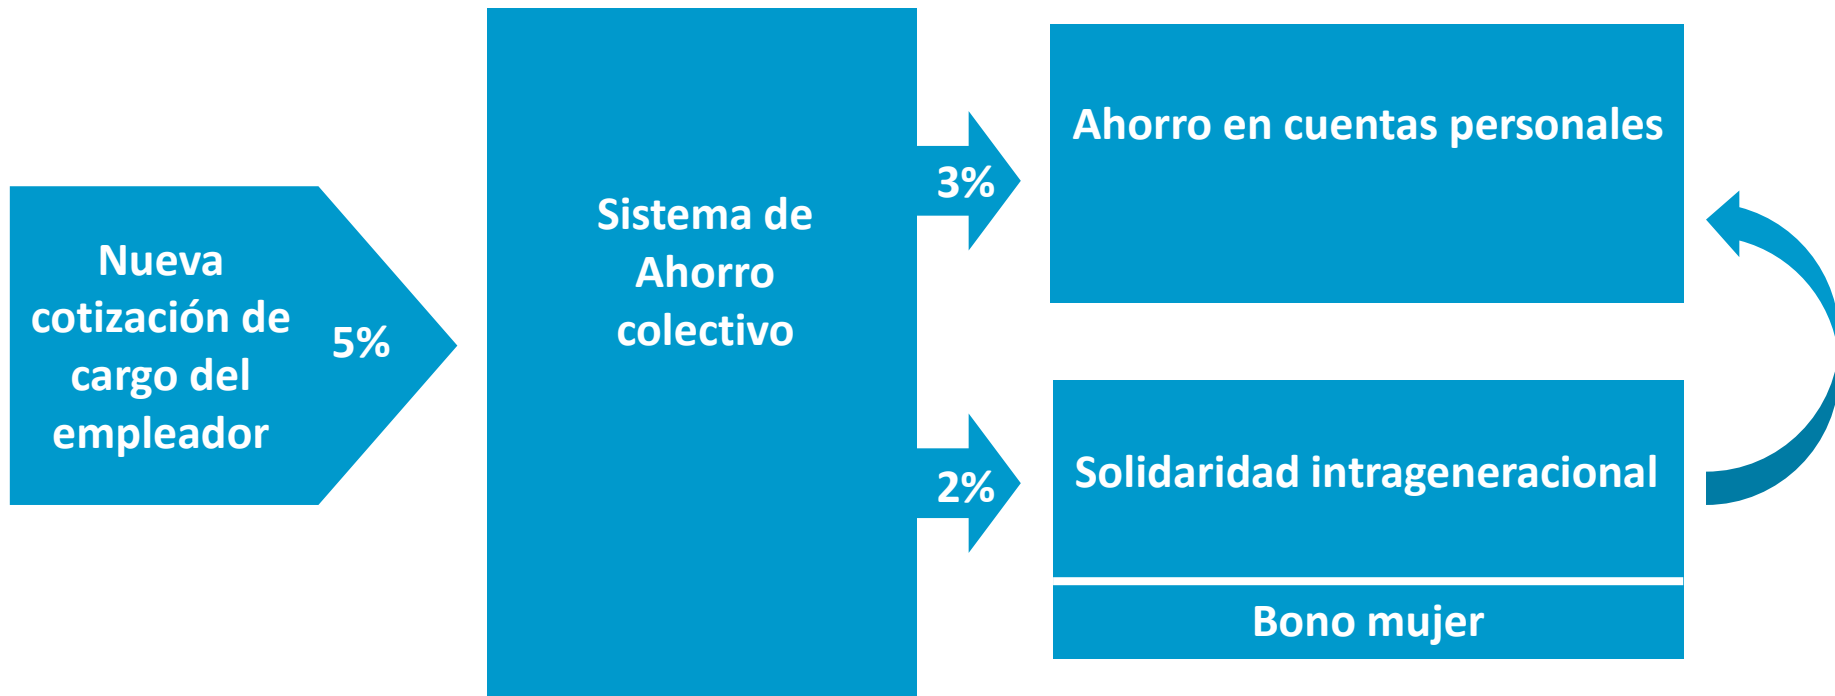 Nueva
cotización de
cargo del
empleador
5%
Sistema de
Ahorro
colectivo
3%
2%
Ahorro en cuentas personales
Solidaridad intrageneracional
Bono mujer